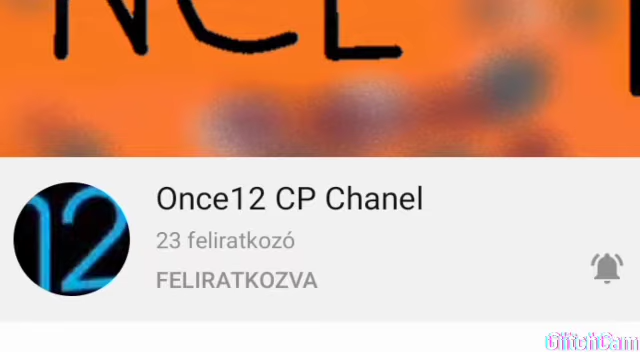 NCE
Once12 CP Chanel
12
23 feliratkozó
FELIRATKOZVA
GlitchCam